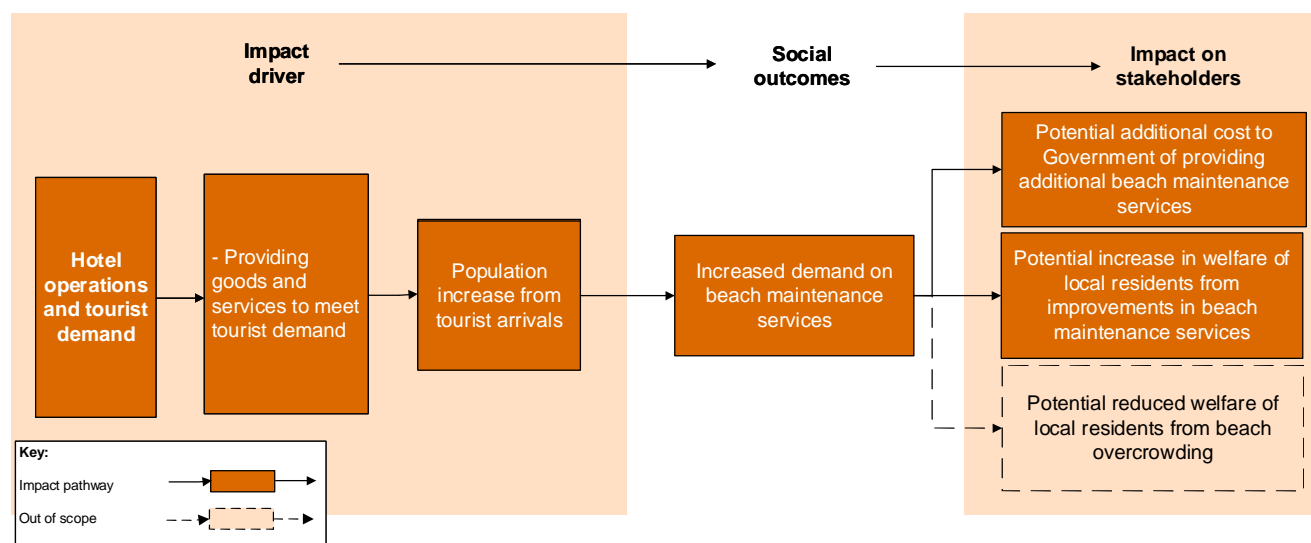 Impact
driver
Social
outcomes
Impact on
stakeholders
Hotel
operations
and tourist
demand
- Providing
goods and
services to meet
tourist demand
Population
increase from
tourist arrivals
Increased demand on
beach maintenance
services
Potential additional cost to
Government of providing
additional beach maintenance
services
Potential increase in welfare of
local residents from
improvements in beach
maintenance services
Potential reduced welfare of
local residents from beach
overcrowding
Key:
Impact pathway
Out of scope